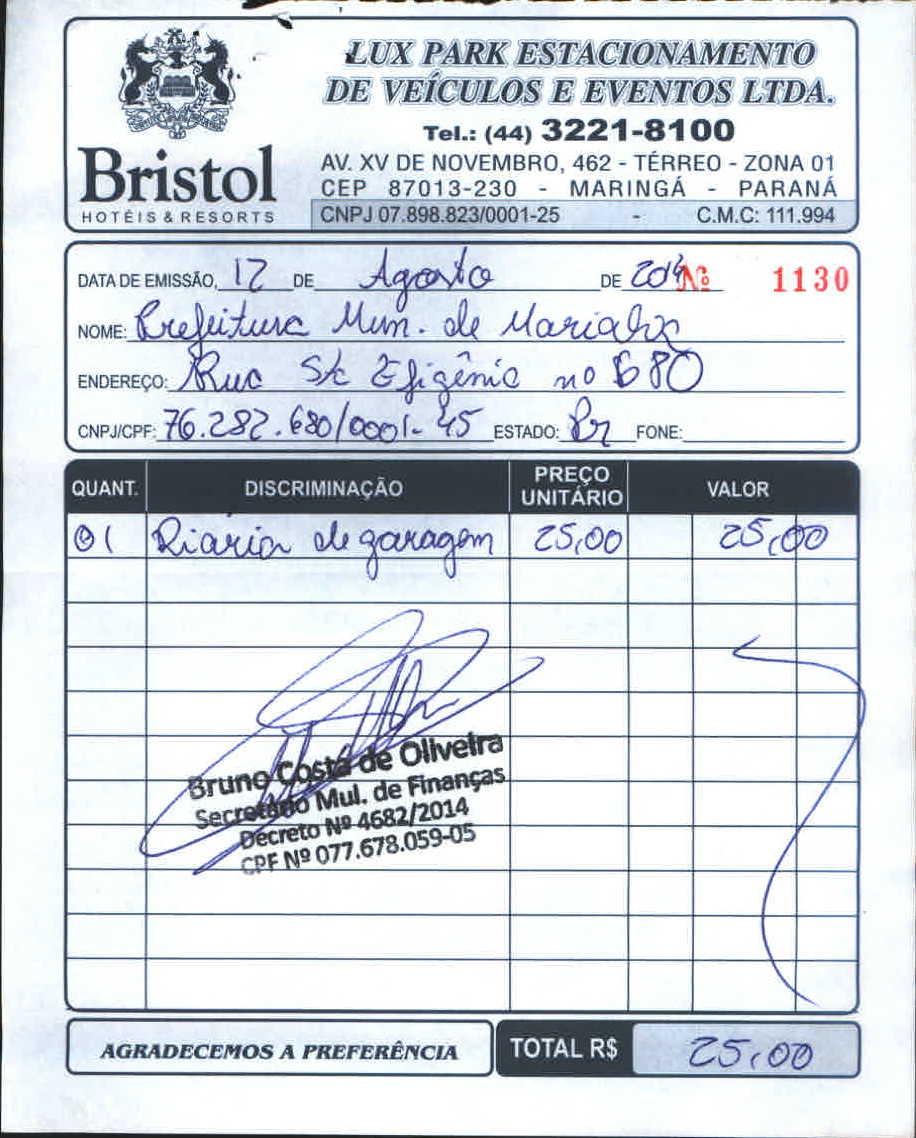 LUX PARK ESTACIONAMENTO
DE VEÍCULOS E EVENTOS LTDA.
Tel.: (44) 3221-8100
Bristol
HOTÉIS & RESORTS
AV. XV DE NOVEMBRO, 462 - TÉRREO - ZONA 01
CEP 87013-230 - MARINGÁ - PARANÁ
CNPJ 07.898.823/0001-25 - C.M.C: 111.994
DATA DE EMISSÃO, 17 DE Agosto DE 2014 Nº 1130
NOME: Prefeitura Mun. de Marialva
ENDEREÇO: Rua Sta Efigênia nº 680
CNPJ/CPF: 76.282.680/0001-45 ESTADO: Pr FONE:
QUANT. DISCRIMINAÇÃO PREÇO UNITÁRIO VALOR
01 Diaria de garagem 25,00 25,00
Bruno Costa de Oliveira
Secretário Mul. de Finanças
Decreto Nº 4682/2014
CPF Nº 077.678.059-05
AGRADECEMOS A PREFERÊNCIA TOTAL R$ 25,00